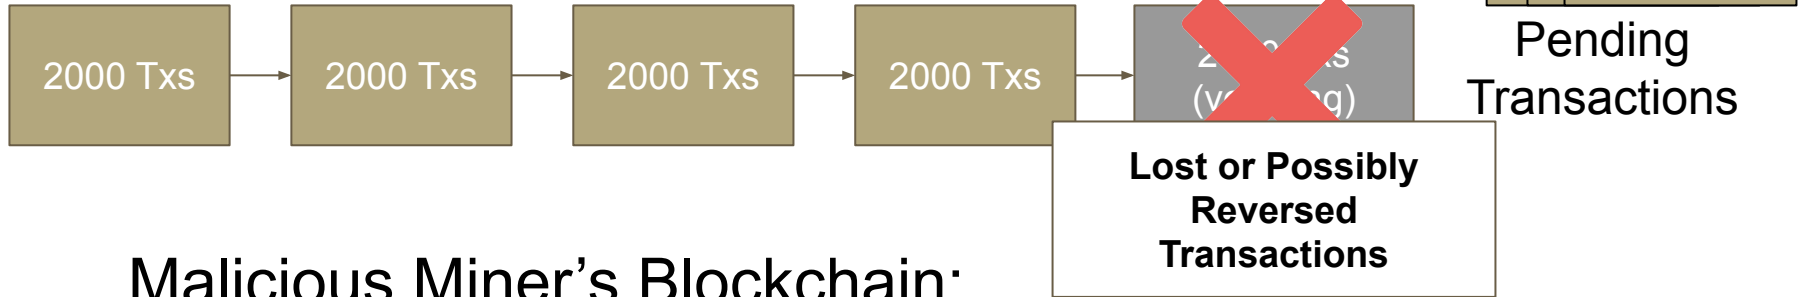 2000 Txs
2000 Txs
2000 Txs
2000 Txs
Pending
Transactions
Lost or Possibly
Reversed
Transactions
Malicious Miner's Blockchain: